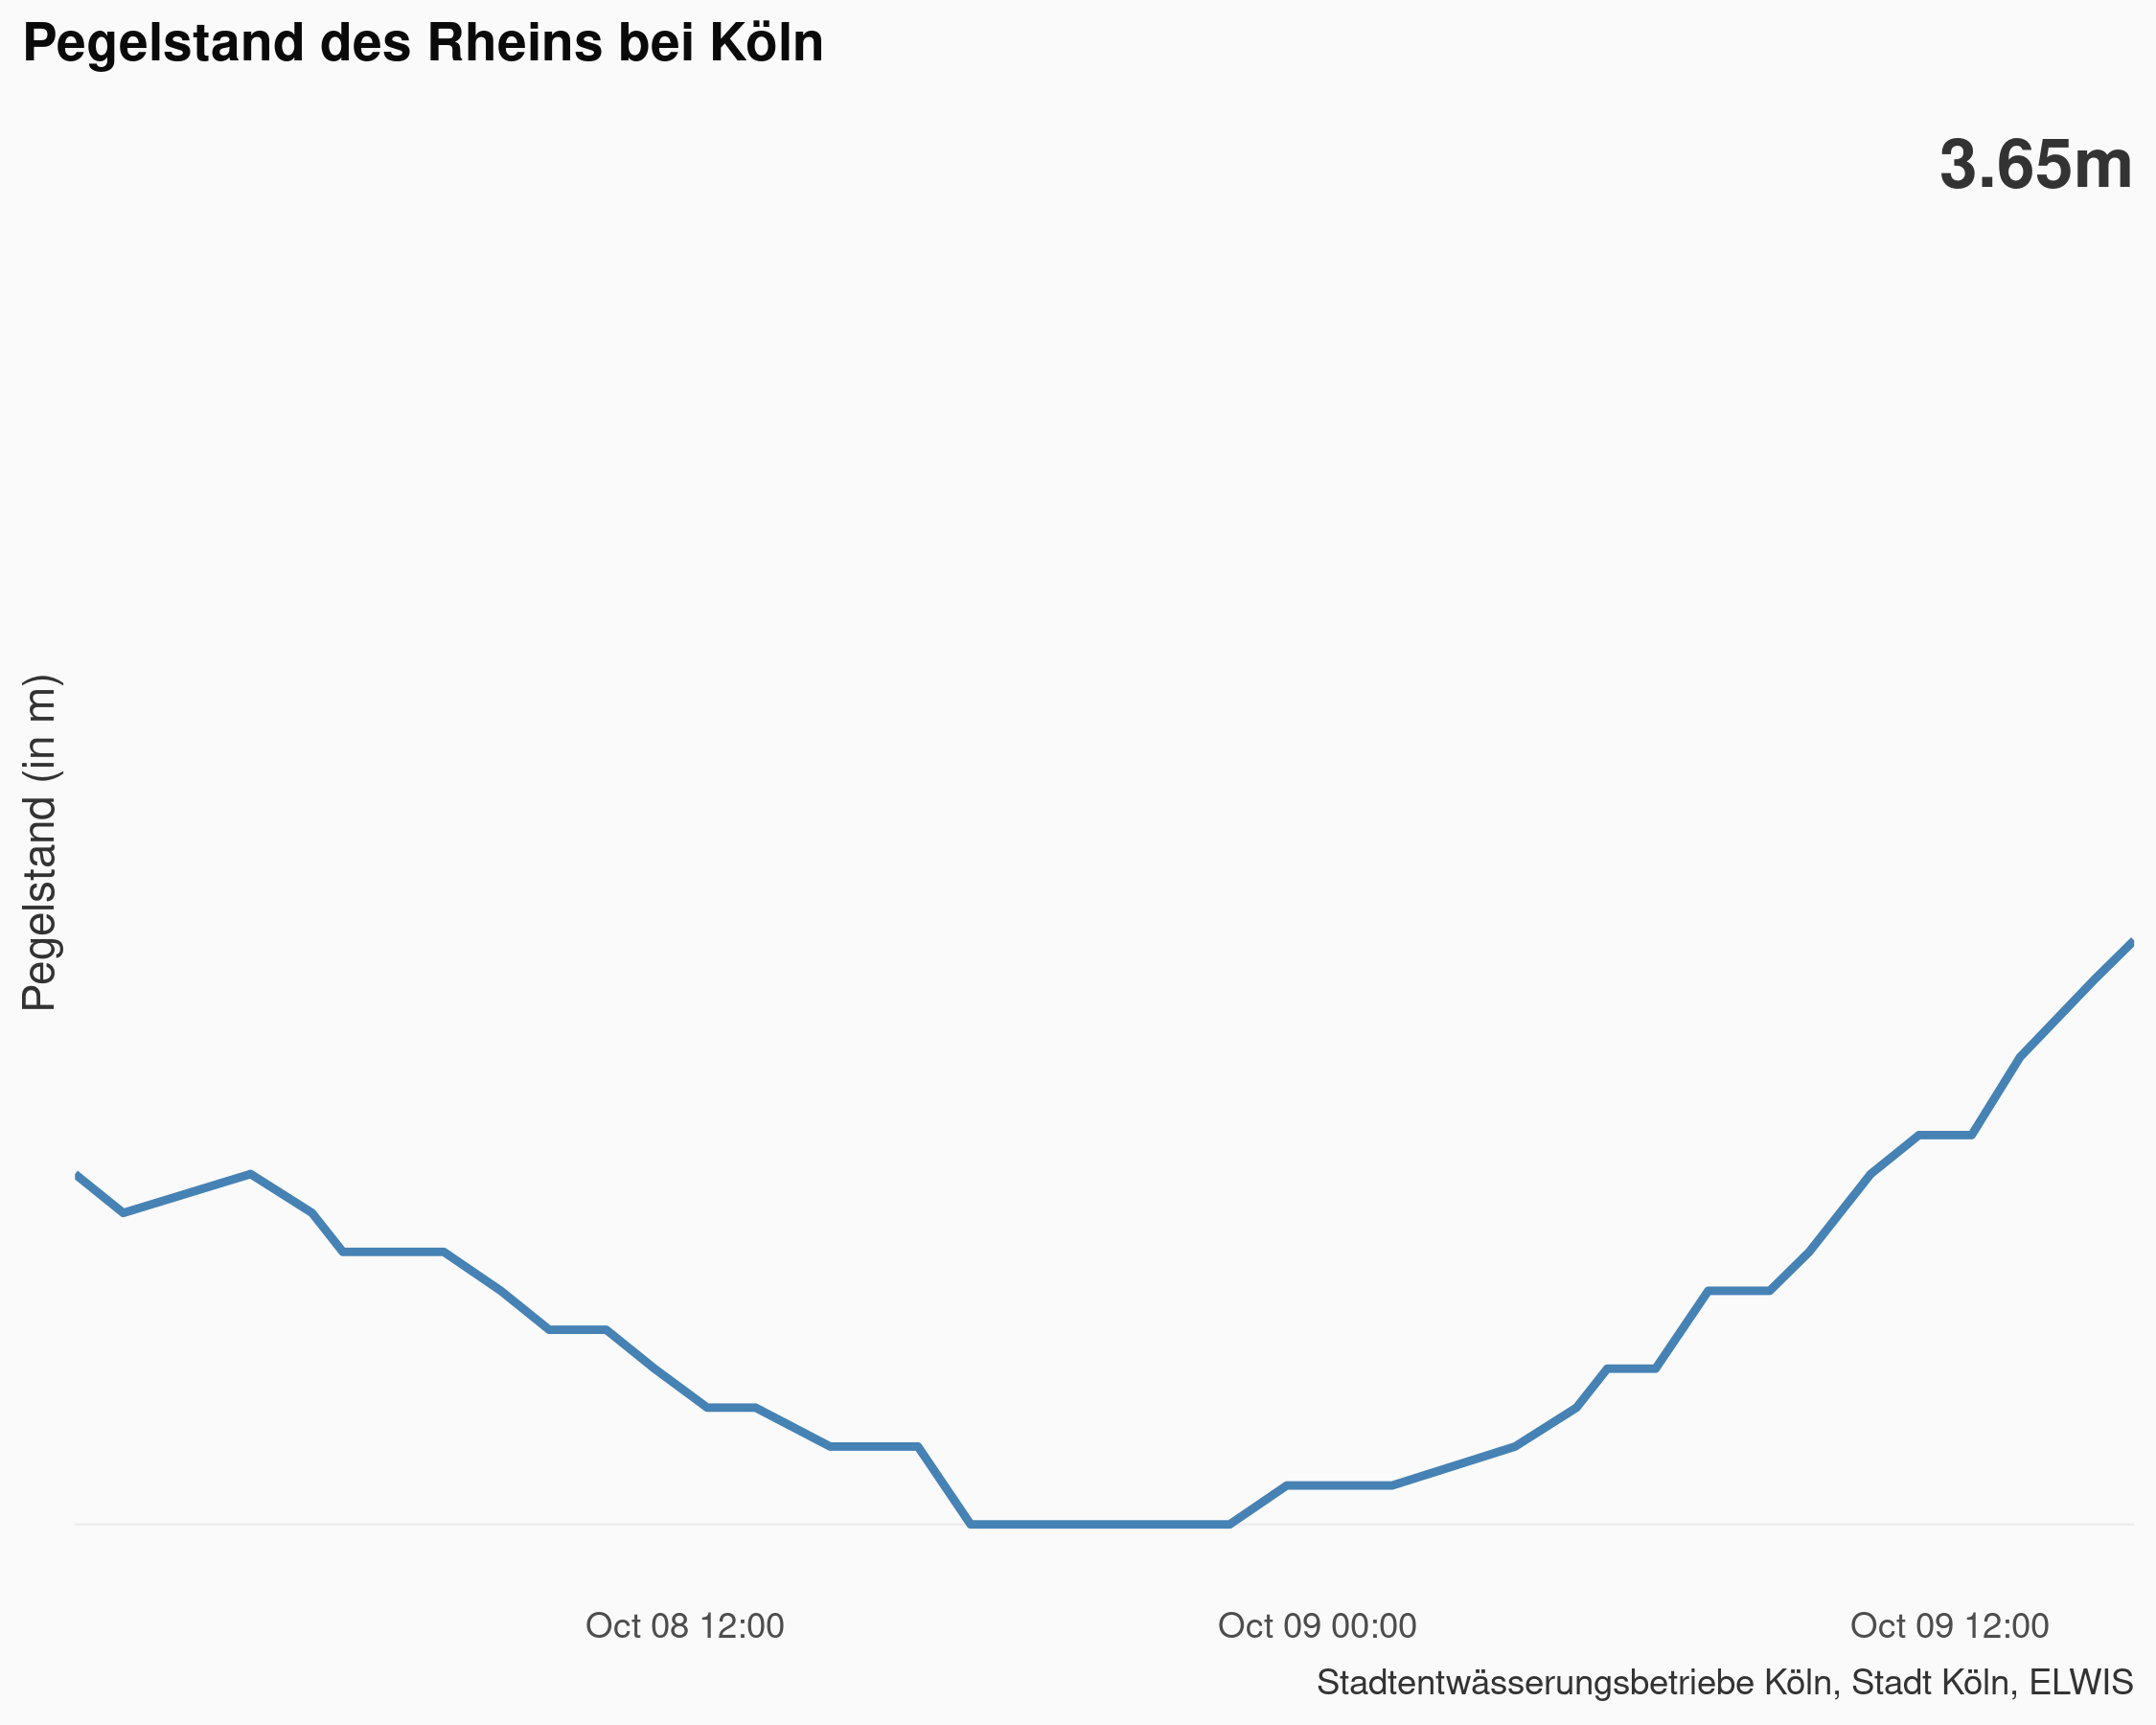 Pegelstand des Rheins bei Köln
3.65m
Pegelstand (in m)
Oct 08 12:00
Oct 09 00:00
Oct 09 12:00
Stadtentwässerungsbetriebe Köln, Stadt Köln, ELWIS